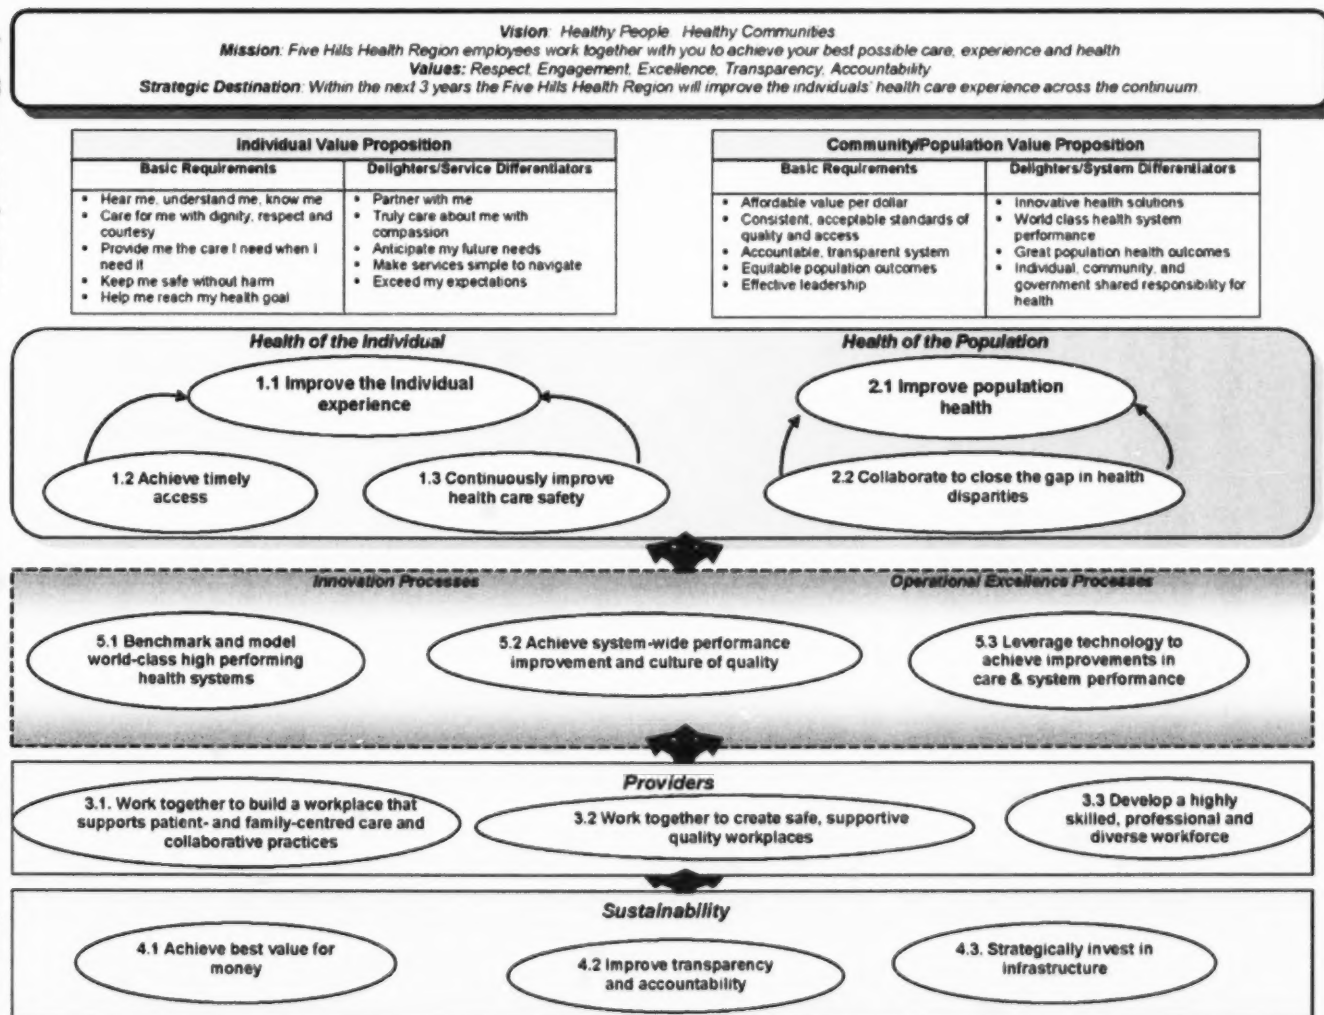 Vision: Healthy People Healthy Communities
Mission: Five Hills Health Region employees work together with you to achieve your best possible care, experience and health
Values: Respect, Engagement, Excellence, Transparency, Accountability
Strategic Destination: Within the next 3 years the Five Hills Health Region will improve the individuals' health care experience across the continuum.
Individual Value Proposition
Basic Requirements
Delighters/Service Differentiators
• Hear me, understand me, know me
• Care for me with dignity, respect and
courtesy
• Provide me the care I need when I
need it
• Keep me safe without harm
• Help me reach my health goal
• Partner with me
• Truly care about me with
compassion
• Anticipate my future needs
• Make services simple to navigate
• Exceed my expectations
Community/Population Value Proposition
Basic Requirements
Delighters/System Differentiators
• Affordable value per dollar
• Consistent, acceptable standards of
quality and access
• Accountable, transparent system
• Equitable population outcomes
• Effective leadership
• Innovative health solutions
• World class health system
performance
• Great population health outcomes
• Individual, community, and
government shared responsibility for
health
Health of the Individual
Health of the Population
1.1 Improve the Individual
experience
2.1 Improve population
health
1.2 Achieve timely
access
1.3 Continuously improve
health care safety
2.2 Collaborate to close the gap in health
disparities
Innovation Processes
Operational Excellence Processes
5.1 Benchmark and model
world-class high performing
health systems
5.2 Achieve system-wide performance
improvement and culture of quality
5.3 Leverage technology to
achieve improvements in
care & system performance
Providers
3.1. Work together to build a workplace that
supports patient- and family-centred care and
collaborative practices
3.2 Work together to create safe, supportive
quality workplaces
3.3 Develop a highly
skilled, professional and
diverse workforce
Sustainability
4.1 Achieve best value for
money
4.2 Improve transparency
and accountability
4.3. Strategically invest in
infrastructure